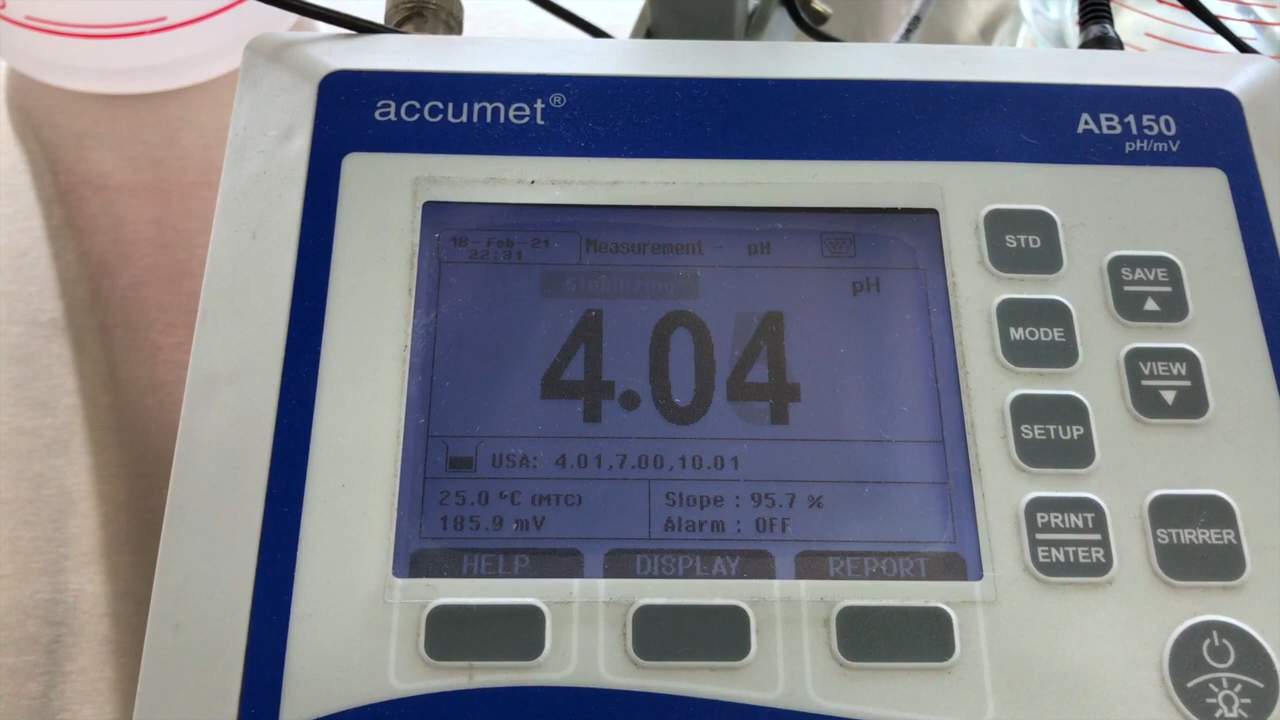 accumet®
AB150
pH/mV
18-Feb-21
22:31
Measurement - pH
Stabilizing
pH
4.04
USA: 4.01,7.00,10.01
25.0 °C (MTC)
185.9 mV
Slope : 95.7 %
Alarm : OFF
HELP
DISPLAY
REPORT
STD
SAVE
MODE
VIEW
SETUP
PRINT
ENTER
STIRRER